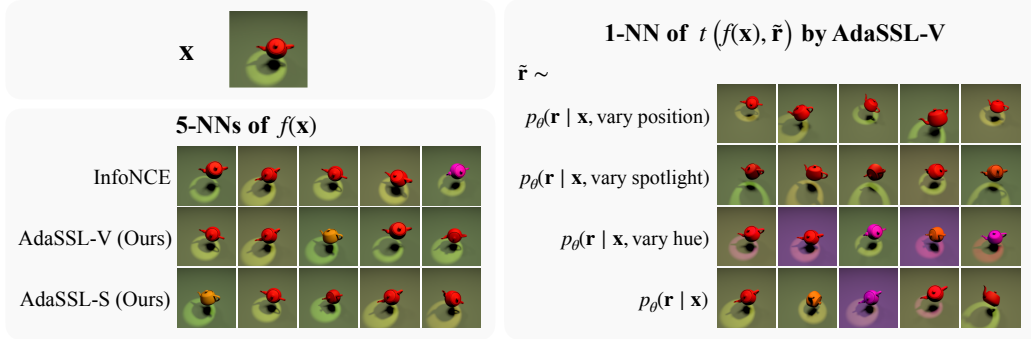 x
5-NNs of f(x)
InfoNCE
AdaSSL-V (Ours)
AdaSSL-S (Ours)
1-NN of t (f(x), r̃) by AdaSSL-V
r̃ ∼
pθ(r | x, vary position)
pθ(r | x, vary spotlight)
pθ(r | x, vary hue)
pθ(r | x)